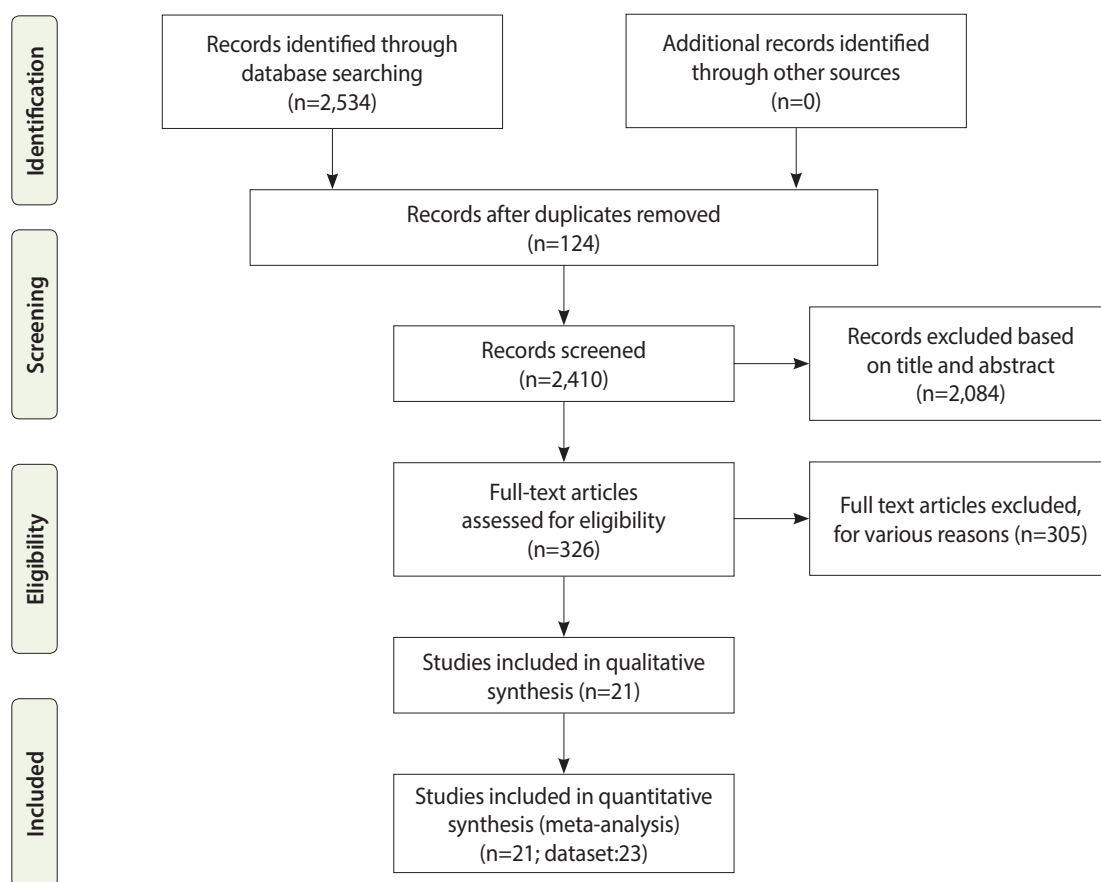 Identification
Records identified through
database searching
(n=2,534)
Additional records identified
through other sources
(n=0)
Records after duplicates removed
(n=124)
Screening
Records screened
(n=2,410)
Records excluded based
on title and abstract
(n=2,084)
Eligibility
Full-text articles
assessed for eligibility
(n=326)
Full text articles excluded,
for various reasons (n=305)
Studies included in qualitative
synthesis (n=21)
Included
Studies included in quantitative
synthesis (meta-analysis)
(n=21; dataset:23)